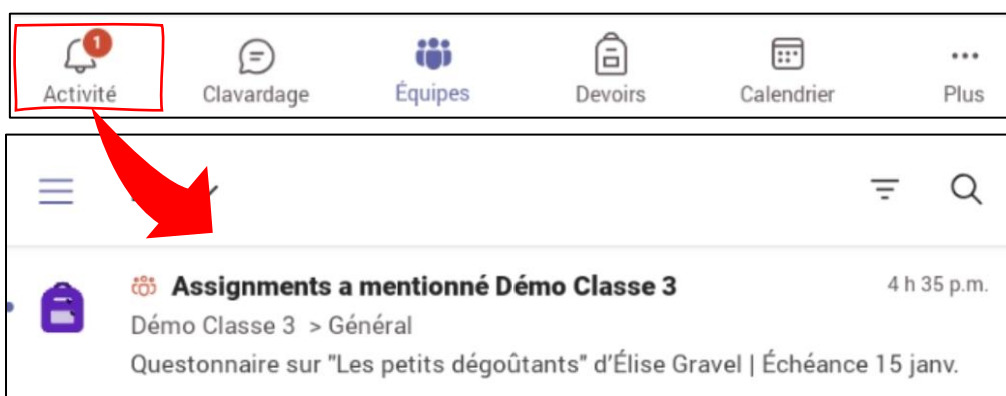 1
Activité
Clavardage
Équipes
Devoirs
Calendrier
Plus
Assignments a mentionné Démo Classe 3
4 h 35 p.m.
Démo Classe 3 > Général
Questonnaire sur "Les petits dégoûtants" d'Élise Gravel | Échéance 15 janv.